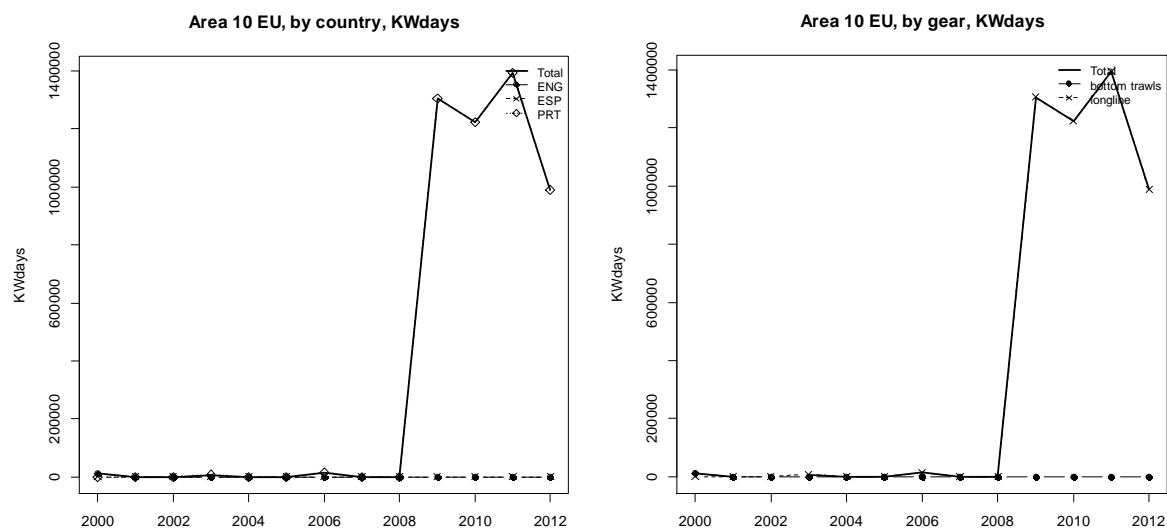 Area 10 EU, by country, KWdays
KWdays
1400000
1000000
600000
200000
0
Total
ENG
ESP
PRT
2000 2002 2004 2006 2008 2010 2012
Area 10 EU, by gear, KWdays
KWdays
1400000
1000000
600000
200000
0
Total
bottom trawls
longline
2000 2002 2004 2006 2008 2010 2012